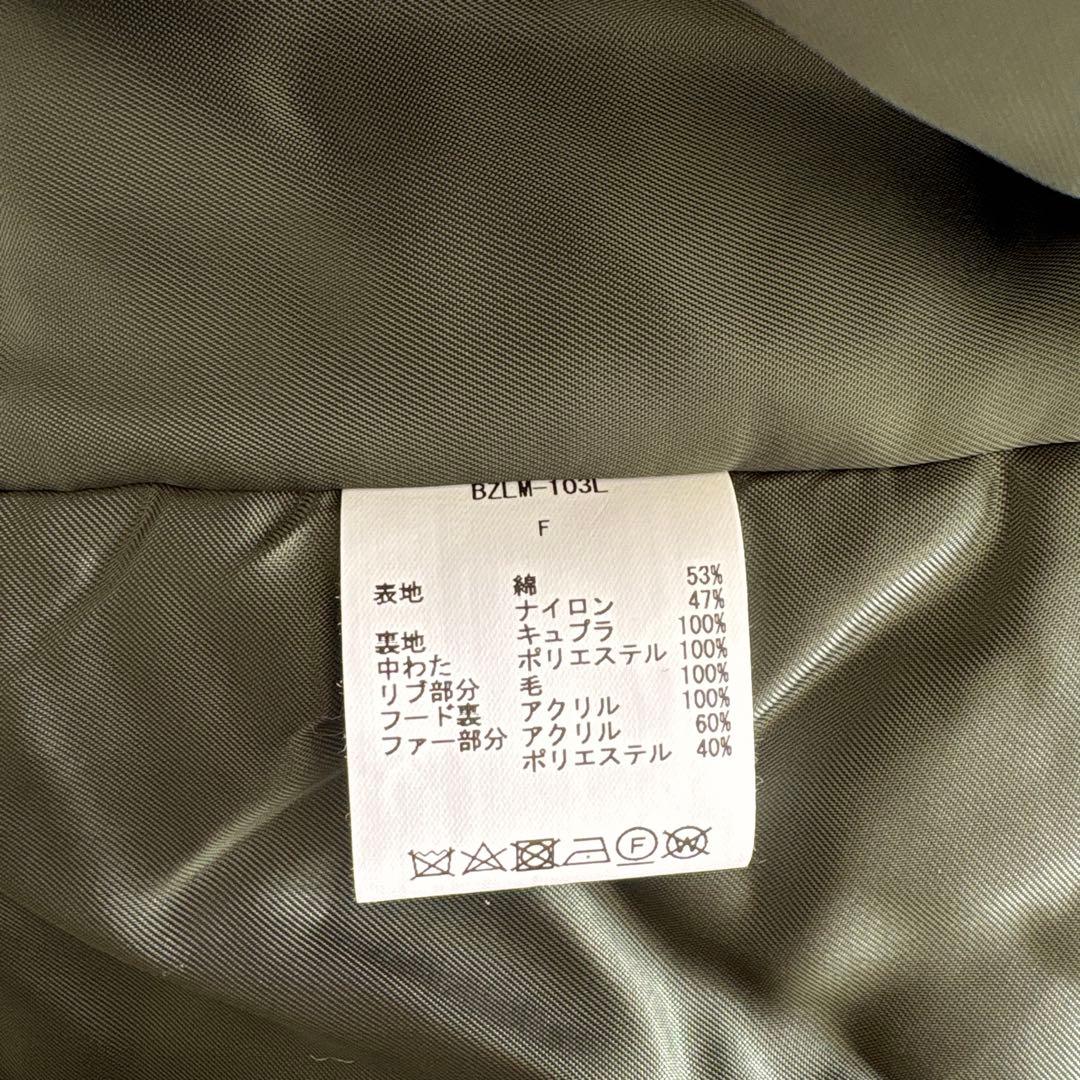 BZLM-103L
F
表地 綿 53%
ナイロン 47%
裏地 キュプラ 100%
中わた ポリエステル 100%
リブ部分 毛 100%
フード裏 アクリル 100%
ファー部分 アクリル 60%
ポリエステル 40%
F W